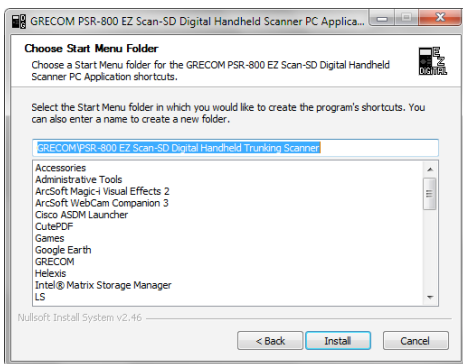 GRECOM PSR-800 EZ Scan-SD Digital Handheld Scanner PC Applica...
Choose Start Menu Folder
Choose a Start Menu folder for the GRECOM PSR-800 EZ Scan-SD Digital Handheld
Scanner PC Application shortcuts.
E
Z
DIGITAL
Select the Start Menu folder in which you would like to create the program's shortcuts. You
can also enter a name to create a new folder.
GRECOM\PSR-800 EZ Scan-SD Digital Handheld Trunking Scanner
Accessories
Administrative Tools
ArcSoft Magic-i Visual Effects 2
ArcSoft WebCam Companion 3
Cisco ASDM Launcher
CutePDF
Games
Google Earth
GRECOM
Helexis
Intel® Matrix Storage Manager
LS
Nullsoft Install System v2.46
< Back
Install
Cancel